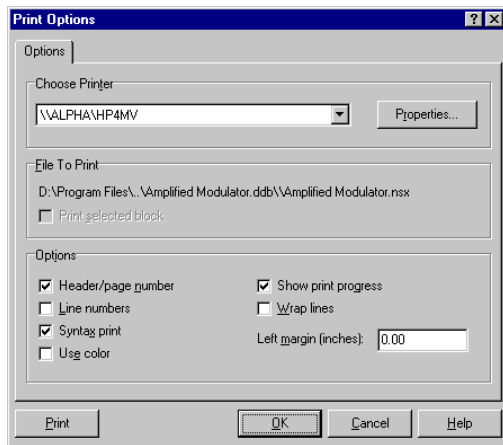 Print Options
Options
Choose Printer
\\ALPHA\HP4MV
Properties...
File To Print
D:\Program Files\..\Amplified Modulator.ddb\\Amplified Modulator.nsx
Print selected block
Options
Header/page number
Show print progress
Line numbers
Wrap lines
Syntax print
Left margin (inches): 0.00
Use color
Print
OK
Cancel
Help